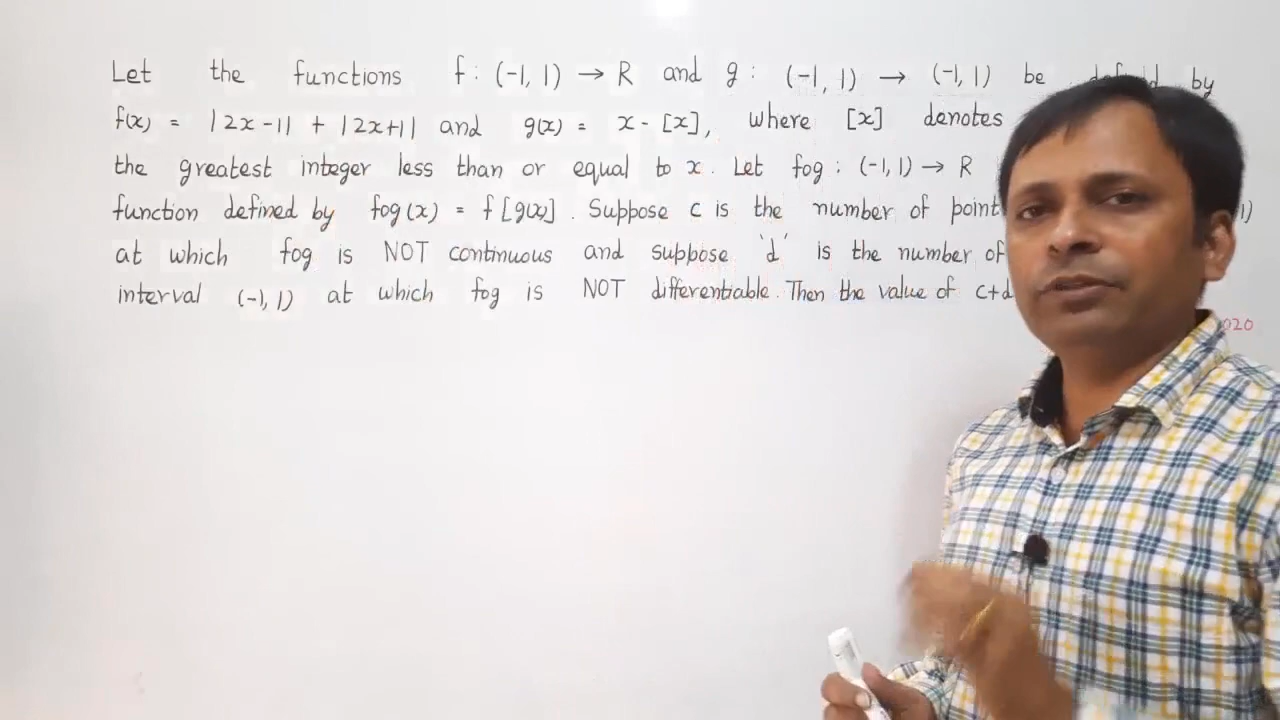 Let the functions f : (-1, 1) → R and g : (-1, 1) → (-1, 1) be defined by
f(x) = |2x-1| + |2x+1| and g(x) = x - [x], where [x] denotes
the greatest integer less than or equal to x. Let fog : (-1, 1) → R
function defined by fog(x) = f[g(x)]. Suppose c is the number of point 1)
at which fog is NOT continuous and suppose 'd' is the number of
interval (-1, 1) at which fog is NOT differentiable. Then the value of c+d
020